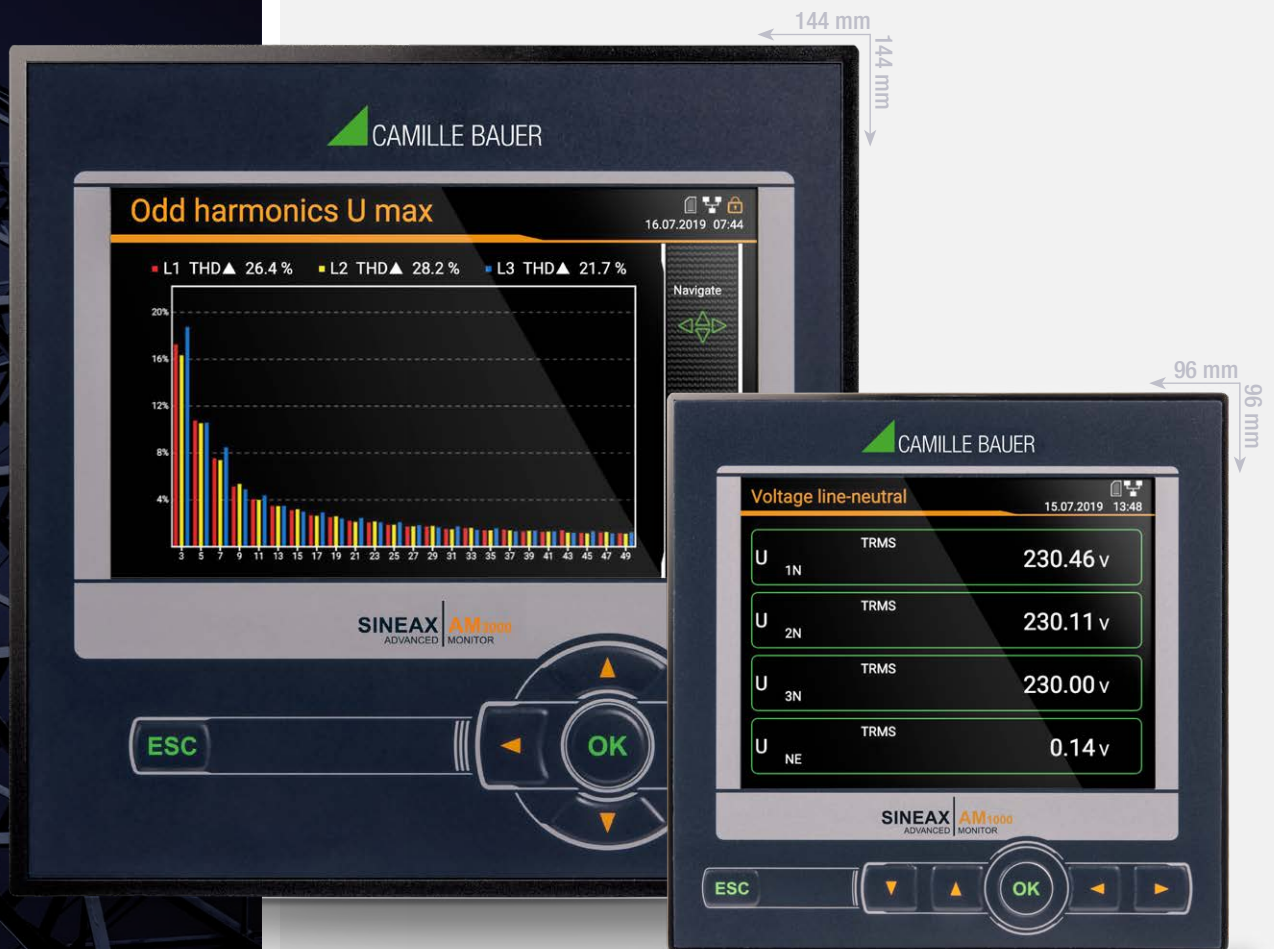 144 mm
144 mm
CAMILLE BAUER
Odd harmonics U max
16.07.2019 07:44
L1 THD▲ 26.4 % L2 THD▲ 28.2 % L3 THD▲ 21.7 %
Navigate
20%
16%
12%
8%
4%
3 5 7 9 11 13 15 17 19 21 23 25 27 29 31 33 35 37 39 41 43 45 47 49
SINEAX AM2000
ADVANCED MONITOR
ESC
OK
96 mm
96 mm
CAMILLE BAUER
Voltage line-neutral
15.07.2019 13:48
U 1N TRMS 230.46 V
U 2N TRMS 230.11 V
U 3N TRMS 230.00 V
U NE TRMS 0.14 V
SINEAX AM1000
ADVANCED MONITOR
ESC
OK